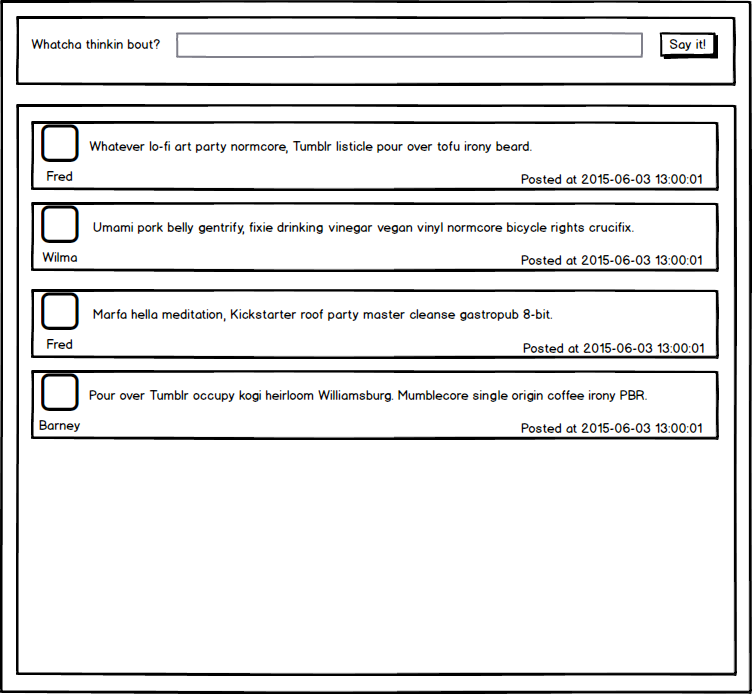 Whatcha thinkin bout? Say it!
Whatever lo-fi art party normcore, Tumblr listicle pour over tofu irony beard.
Fred
Posted at 2015-06-03 13:00:01
Umami pork belly gentrify, fixie drinking vinegar vegan vinyl normcore bicycle rights crucifix.
Wilma
Posted at 2015-06-03 13:00:01
Marfa hella meditation, Kickstarter roof party master cleanse gastropub 8-bit.
Fred
Posted at 2015-06-03 13:00:01
Pour over Tumblr occupy kogi heirloom Williamsburg. Mumblecore single origin coffee irony PBR.
Barney
Posted at 2015-06-03 13:00:01